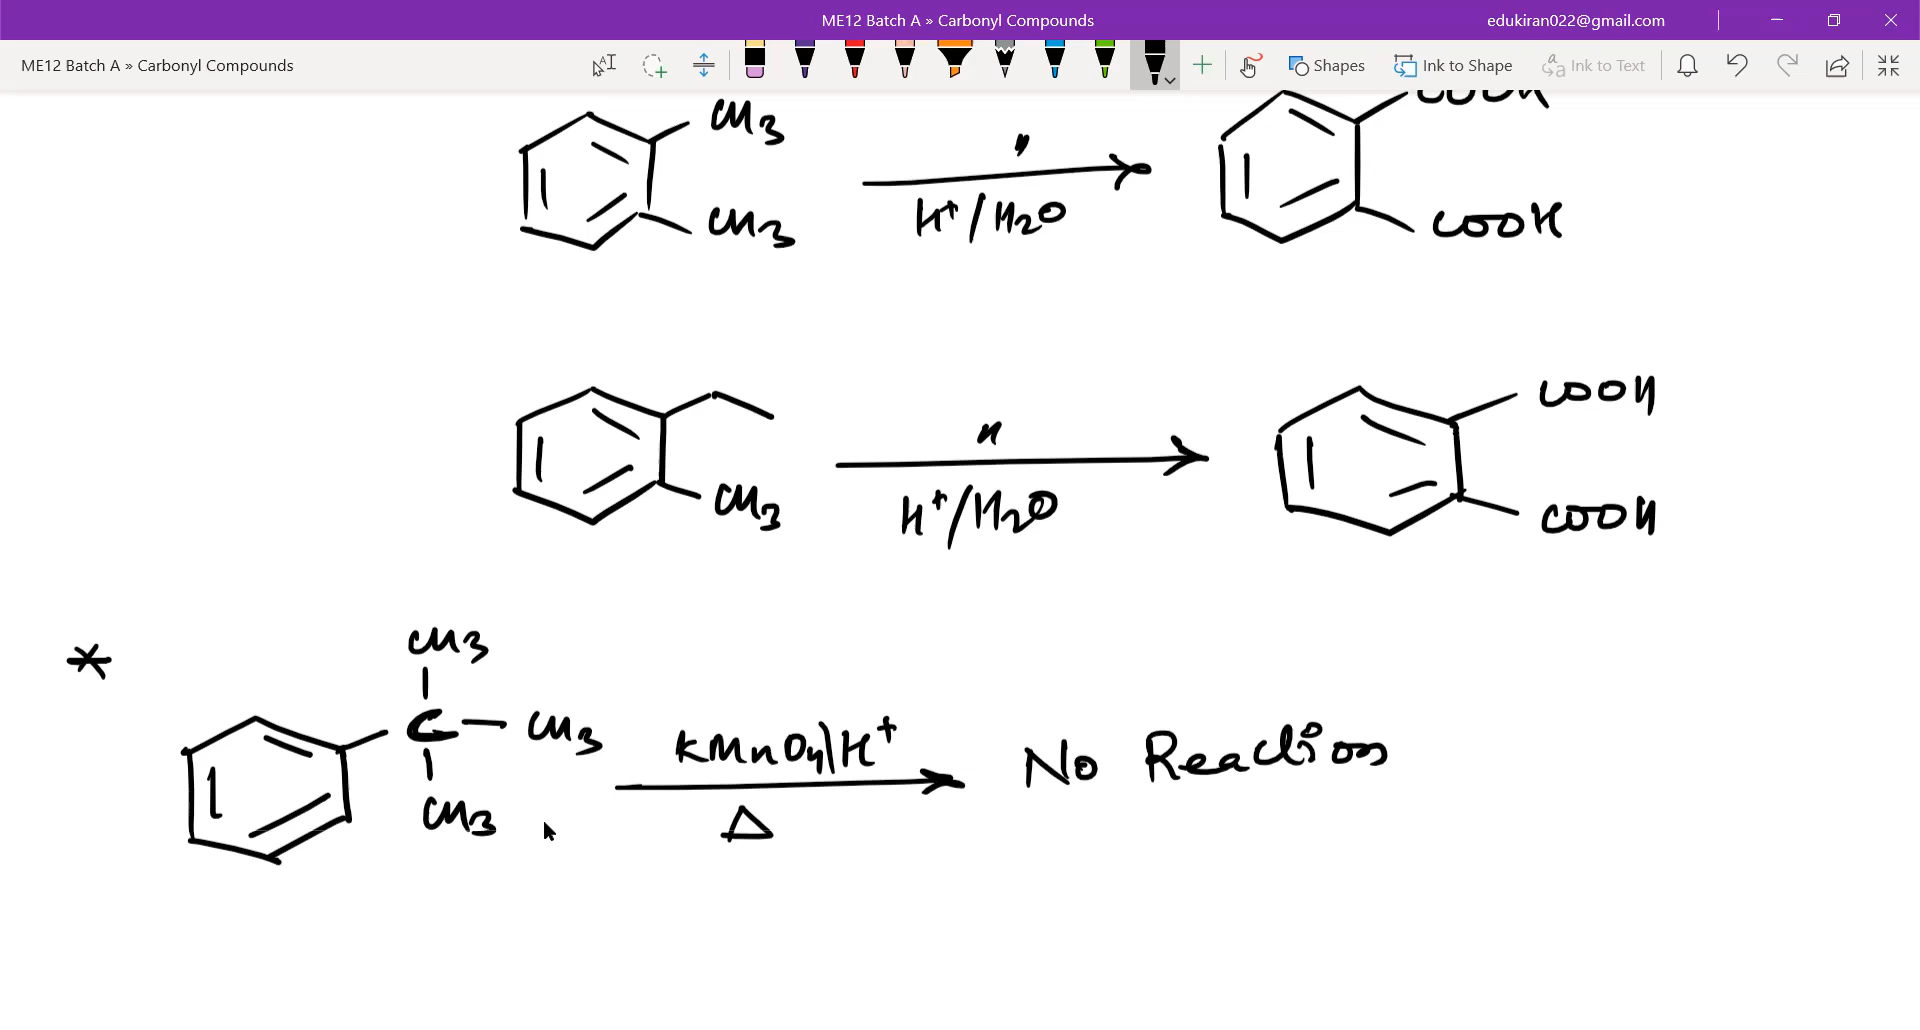 ME12 Batch A » Carbonyl Compounds
edukiran022@gmail.com
ME12 Batch A » Carbonyl Compounds
Shapes
Ink to Shape
Ink to Text
CH3
COOH
"
CH3
H+/H2O
COOH
COOH
"
CH3
H+/H2O
COOH
*
CH3
C — CH3
KMnO4\H+
No Reaction
CH3
Δ